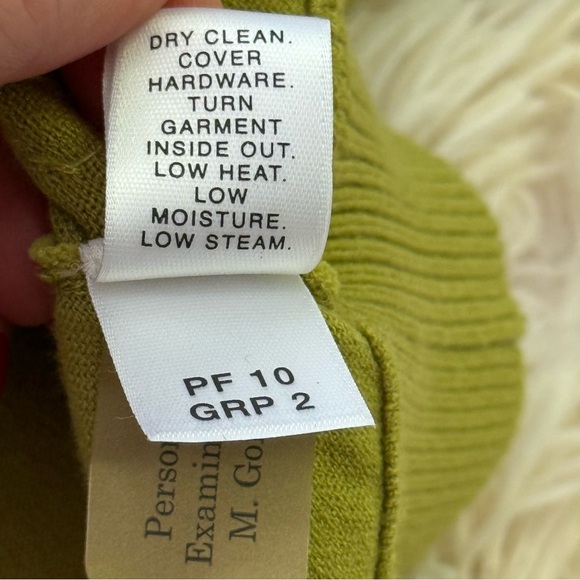 DRY CLEAN.
COVER
HARDWARE.
TURN
GARMENT
INSIDE OUT.
LOW HEAT.
LOW
MOISTURE.
LOW STEAM.
PF 10
GRP 2
M.